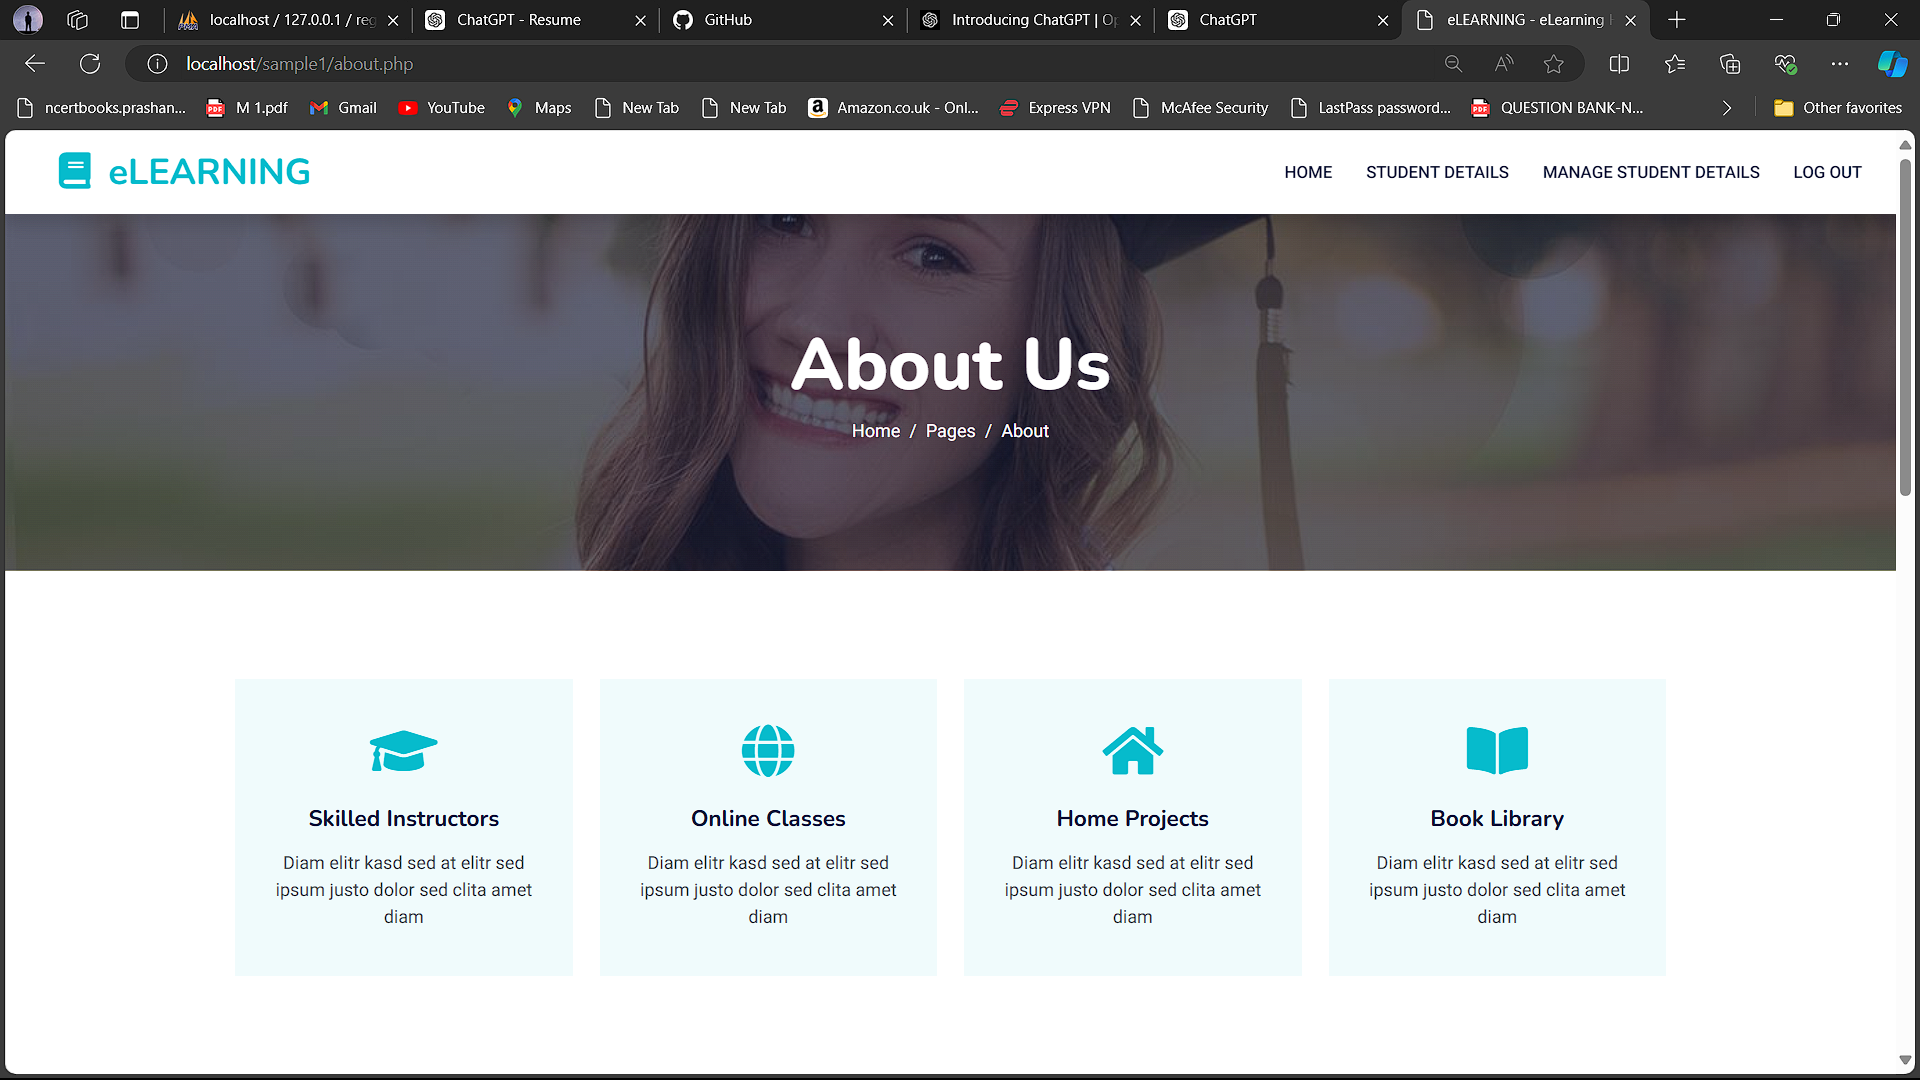 localhost / 127.0.0.1 / reg
ChatGPT - Resume
GitHub
Introducing ChatGPT | Op
ChatGPT
eLEARNING - eLearning
localhost/sample1/about.php
ncertbooks.prashan...
M 1.pdf
Gmail
YouTube
Maps
New Tab
New Tab
Amazon.co.uk - Onl...
Express VPN
McAfee Security
LastPass password...
QUESTION BANK-N...
Other favorites
eLEARNING
HOME
STUDENT DETAILS
MANAGE STUDENT DETAILS
LOG OUT
About Us
Home / Pages / About
Skilled Instructors
Diam elitr kasd sed at elitr sed
ipsum justo dolor sed clita amet
diam
Online Classes
Diam elitr kasd sed at elitr sed
ipsum justo dolor sed clita amet
diam
Home Projects
Diam elitr kasd sed at elitr sed
ipsum justo dolor sed clita amet
diam
Book Library
Diam elitr kasd sed at elitr sed
ipsum justo dolor sed clita amet
diam